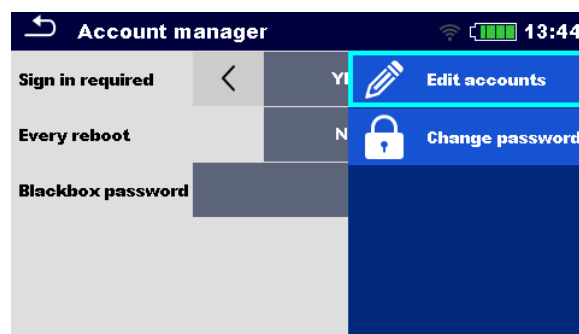 Account manager
13:44
Sign in required
Edit accounts
Every reboot
Change password
Blackbox password